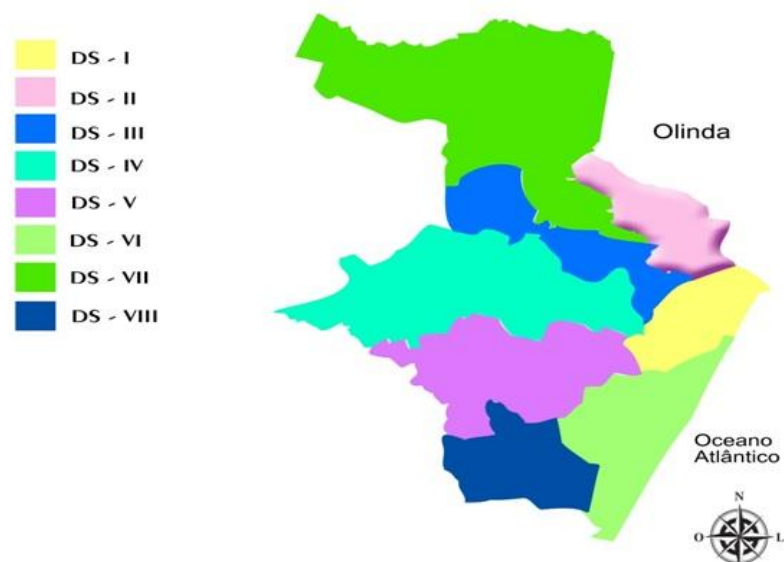 DS - I
DS - II
DS - III
DS - IV
DS - V
DS - VI
DS - VII
DS - VIII
Olinda
Oceano
Atlântico
N
O
L
S